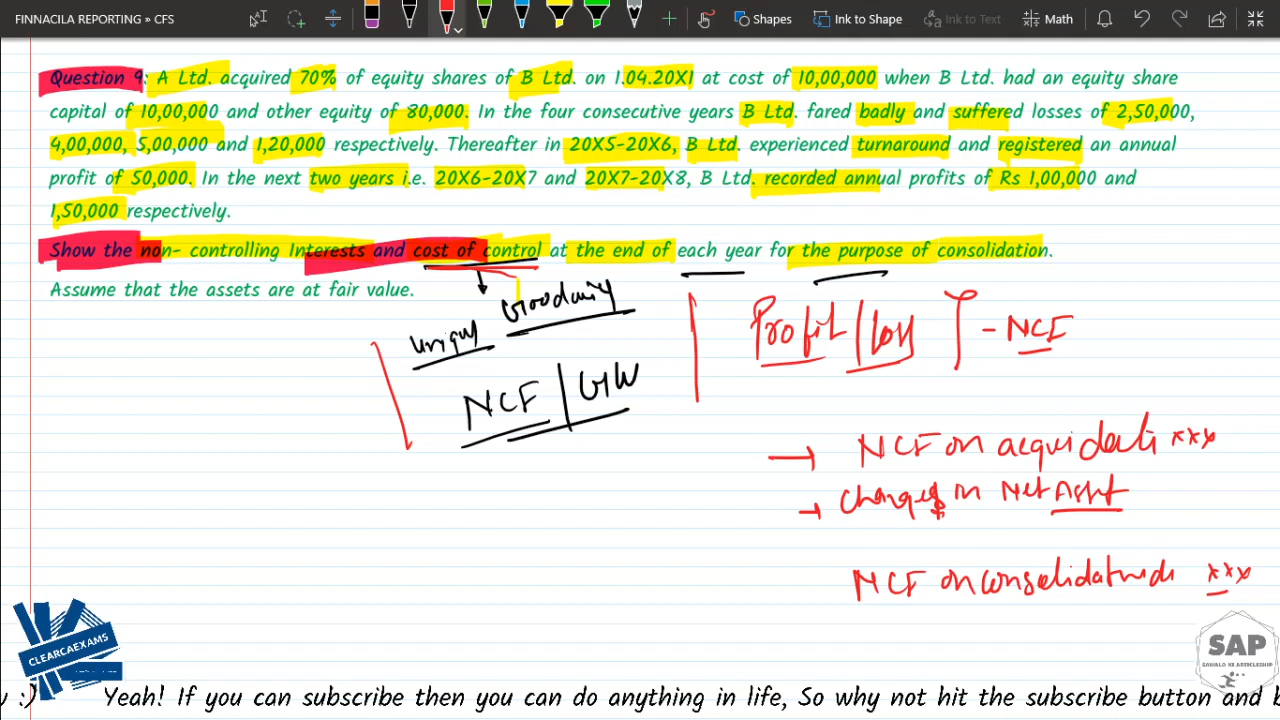 FINNACILA REPORTING » CFS
Shapes
Ink to Shape
Ink to Text
Math
Question 9: A Ltd. acquired 70% of equity shares of B Ltd. on 1.04.20X1 at cost of 10,00,000 when B Ltd. had an equity share
capital of 10,00,000 and other equity of 80,000. In the four consecutive years B Ltd. fared badly and suffered losses of 2,50,000,
4,00,000, 5,00,000 and 1,20,000 respectively. Thereafter in 20X5-20X6, B Ltd. experienced turnaround and registered an annual
profit of 50,000. In the next two years i.e. 20X6-20X7 and 20X7-20X8, B Ltd. recorded annual profits of Rs 1,00,000 and
1,50,000 respectively.
Show the non- controlling Interests and cost of control at the end of each year for the purpose of consolidation.
Assume that the assets are at fair value.
NCF | GW
Profit / loss - NCF
→ NCF on xxx
→ Changes in Net Asset
NCF on xxx
CLEARCAEXAMS
SAP
SAWALO KE ARTICLESHIP
y :) Yeah! If you can subscribe then you can do anything in life, So why not hit the subscribe button and b